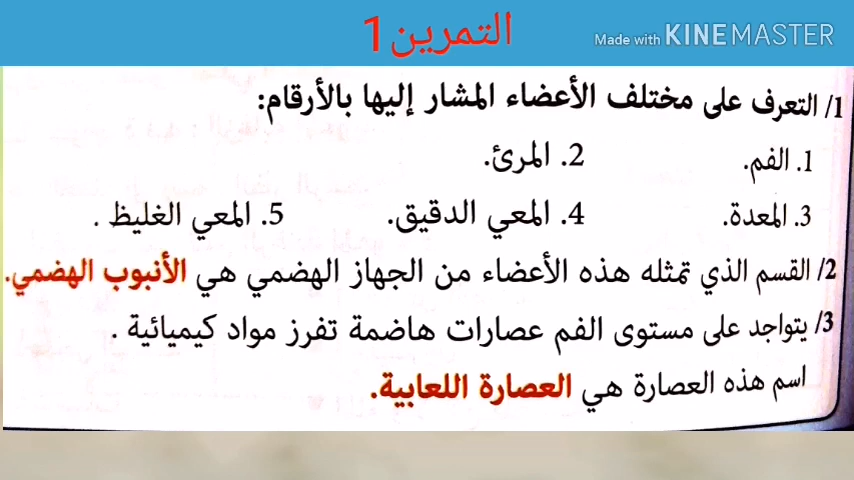 التمرين1
Made with KINEMASTER
1/ التعرف على مختلف الأعضاء المشار إليها بالأرقام:
1. الفم. 2. المرئ.
3. المعدة. 4. المعي الدقيق. 5. المعي الغليظ .
2/ القسم الذي تمثله هذه الأعضاء من الجهاز الهضمي هي الأنبوب الهضمي.
3/ يتواجد على مستوى الفم عصارات هاضمة تفرز مواد كيميائية .
اسم هذه العصارة هي العصارة اللعابية.